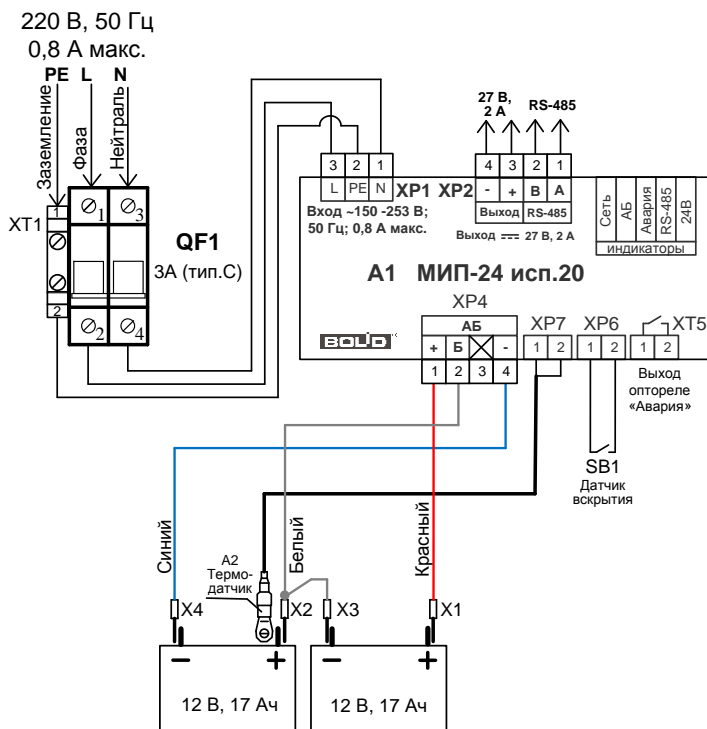 220 В, 50 Гц
0,8 А макс.
PE L N
Заземление
Фаза
Нейтраль
XT1
1
2
1
3
2
4
QF1
3А (тип.С)
27 В,
2 А
RS-485
3 2 1
L PE N
XP1 XP2
4 3 2 1
- + B A
Выход RS-485
Вход ~150 -253 В;
50 Гц; 0,8 А макс.
Выход 27 В, 2 А
Сеть
АБ
Авария
RS-485
24В
индикаторы
А1 МИП-24 исп.20
XP4
АБ
+ Б -
1 2 3 4
BOLID
XP7 XP6 XT5
1 2 1 2 1 2
Выход
оптореле
«Авария»
SB1
Датчик
вскрытия
Синий
Белый
Красный
А2
Термо-
датчик
X4 X2 X3 X1
– + – +
12 В, 17 Ач 12 В, 17 Ач